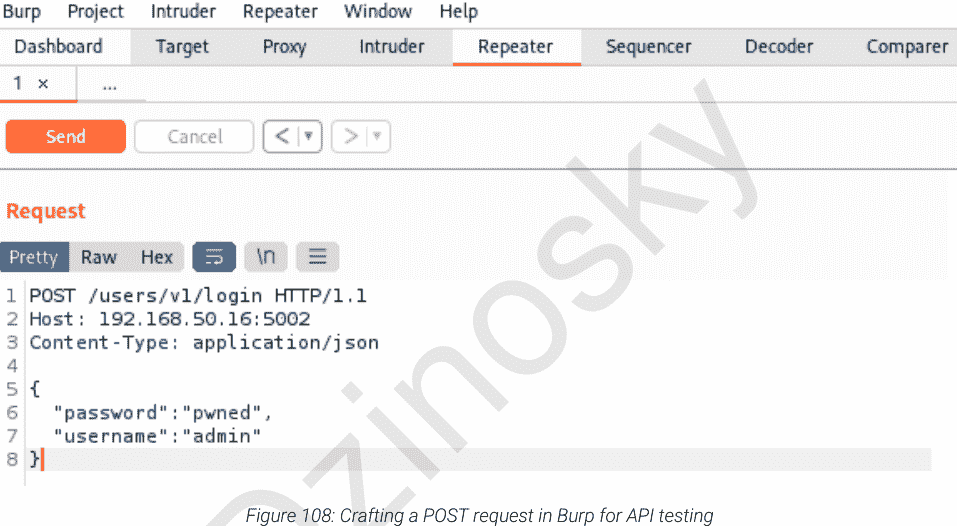 Burp Project Intruder Repeater Window Help
Dashboard Target Proxy Intruder Repeater Sequencer Decoder Comparer
1 × ...
Send Cancel < >
Request
Pretty Raw Hex \n
1 POST /users/v1/login HTTP/1.1
2 Host: 192.168.50.16:5002
3 Content-Type: application/json
4
5 {
6 "password":"pwned",
7 "username":"admin"
8 }
Figure 108: Crafting a POST request in Burp for API testing
Ozinosky